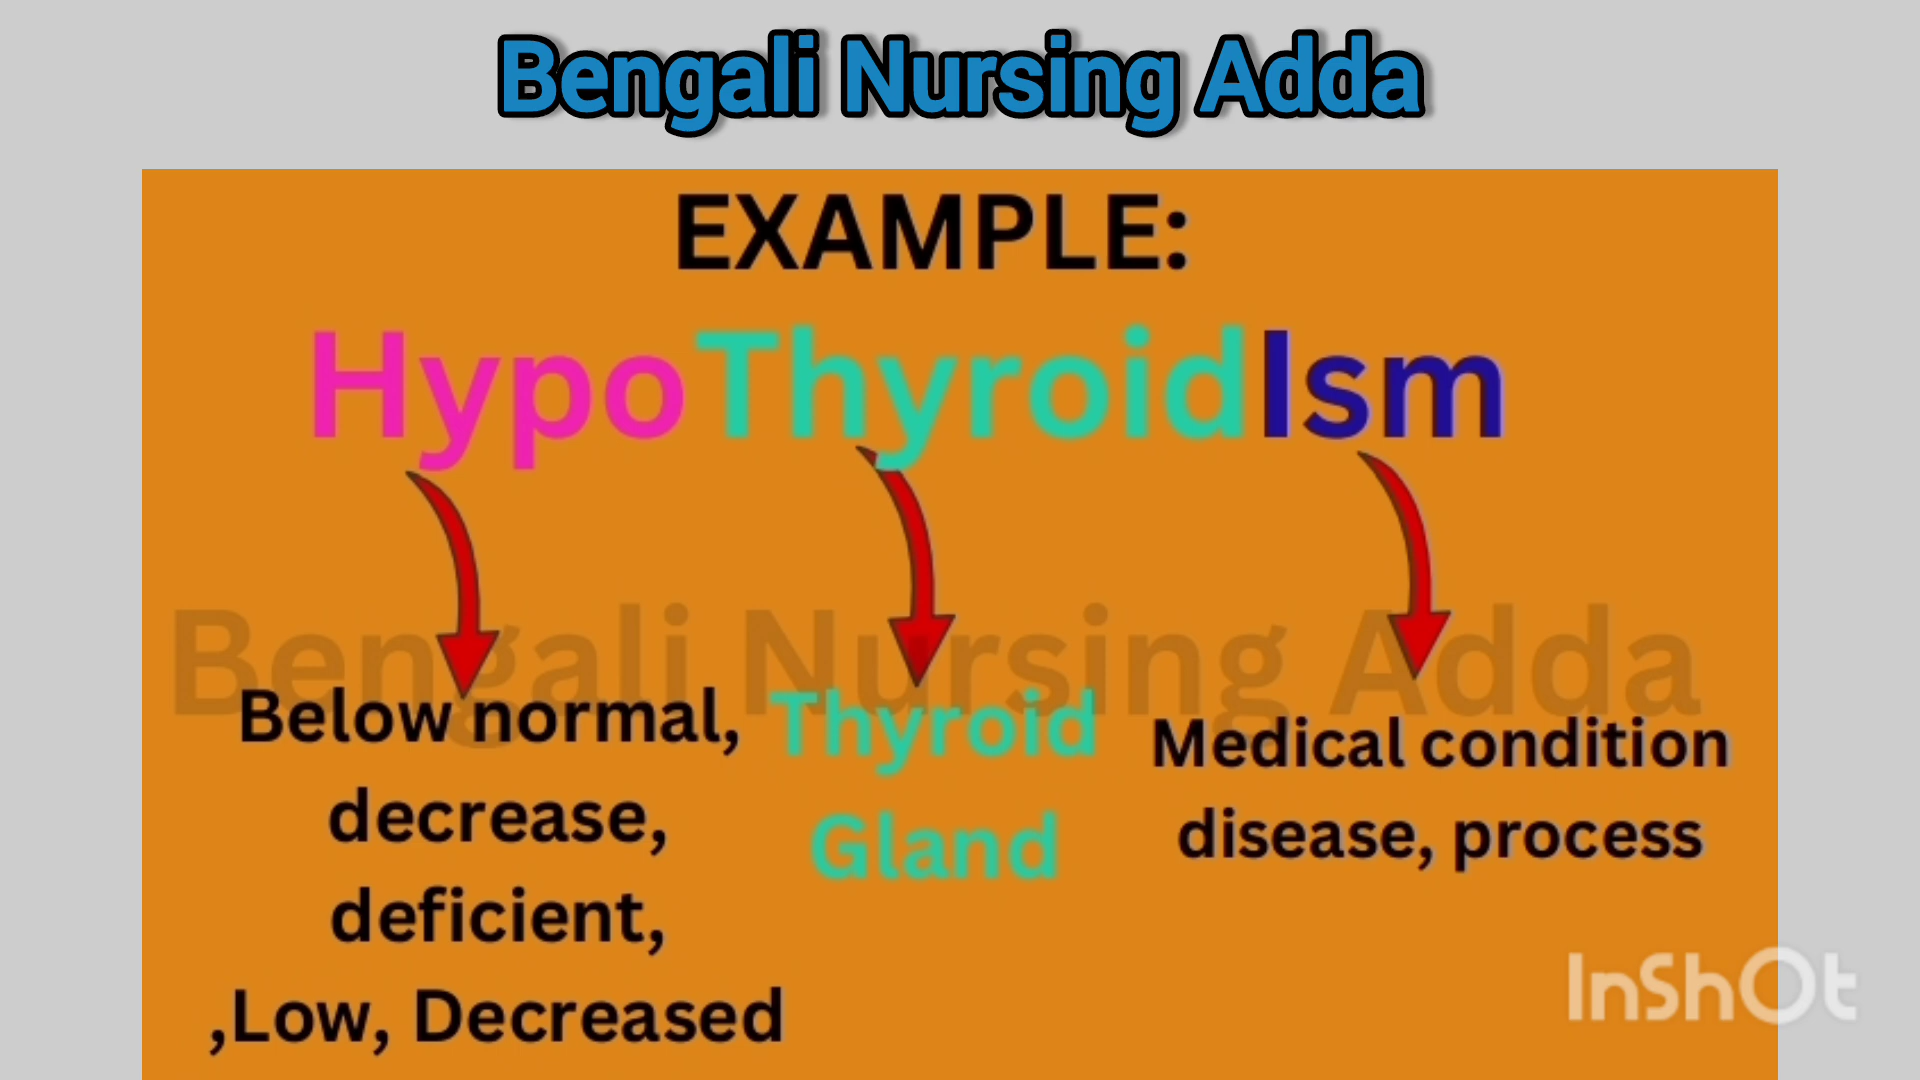 Bengali Nursing Adda
EXAMPLE:
HypoThyroidIsm
Bengali Nursing Adda
Below normal,
decrease,
deficient,
,Low, Decreased
Thyroid
Gland
Medical condition
disease, process
InShOt